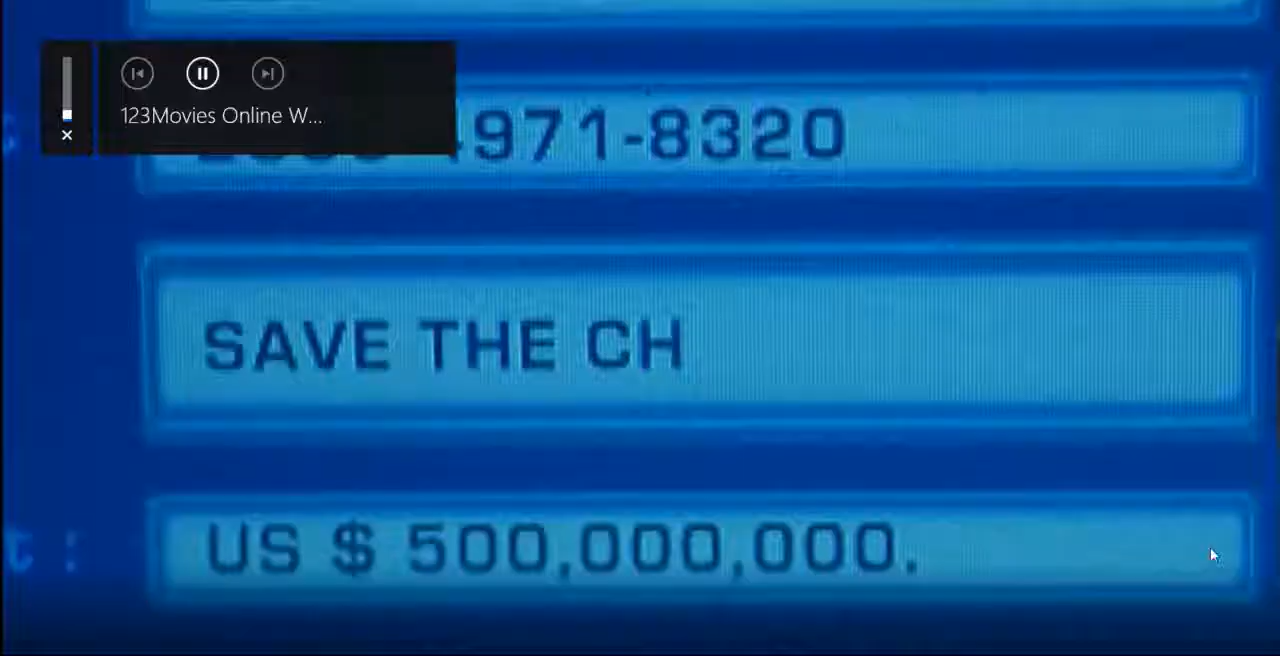 123Movies Online W...
971-8320
SAVE THE CH
US $ 500,000,000.
t: